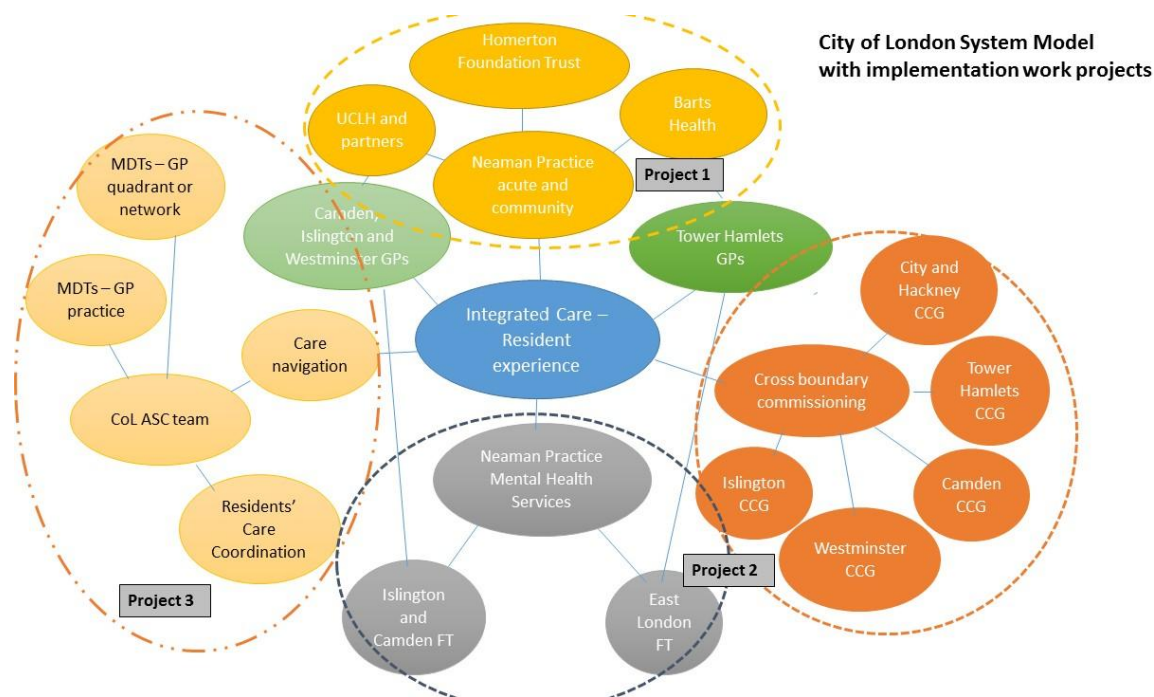 City of London System Model
with implementation work projects
Homerton
Foundation Trust
UCLH and
partners
Barts
Health
Neaman Practice
acute and
community
Project 1
MDTs – GP
quadrant or
network
Camden,
Islington and
Westminster GPs
Tower Hamlets
GPs
City and
Hackney
CCG
MDTs – GP
practice
Care
navigation
Integrated Care –
Resident
experience
Cross boundary
commissioning
Tower
Hamlets
CCG
CoL ASC team
Neaman Practice
Mental Health
Services
Islington
CCG
Camden
CCG
Residents'
Care
Coordination
Westminster
CCG
Project 2
Project 3
Islington
and
Camden FT
East
London
FT